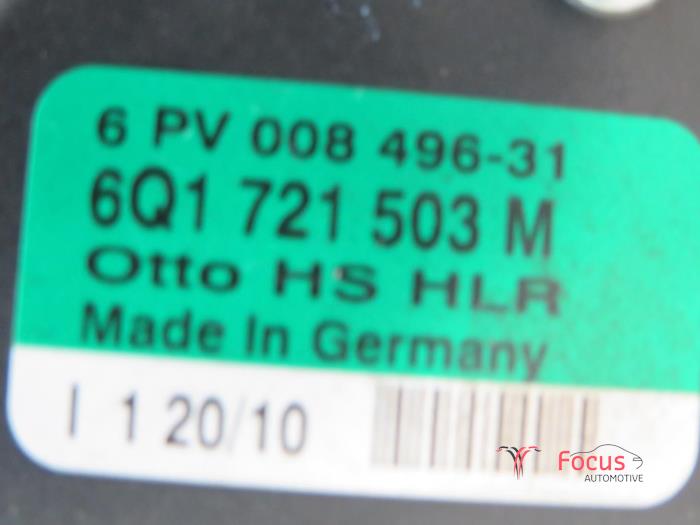 6 PV 008 496-31
6Q1 721 503 M
Otto HS HLR
Made In Germany
I 1 20/10
Focus
AUTOMOTIVE